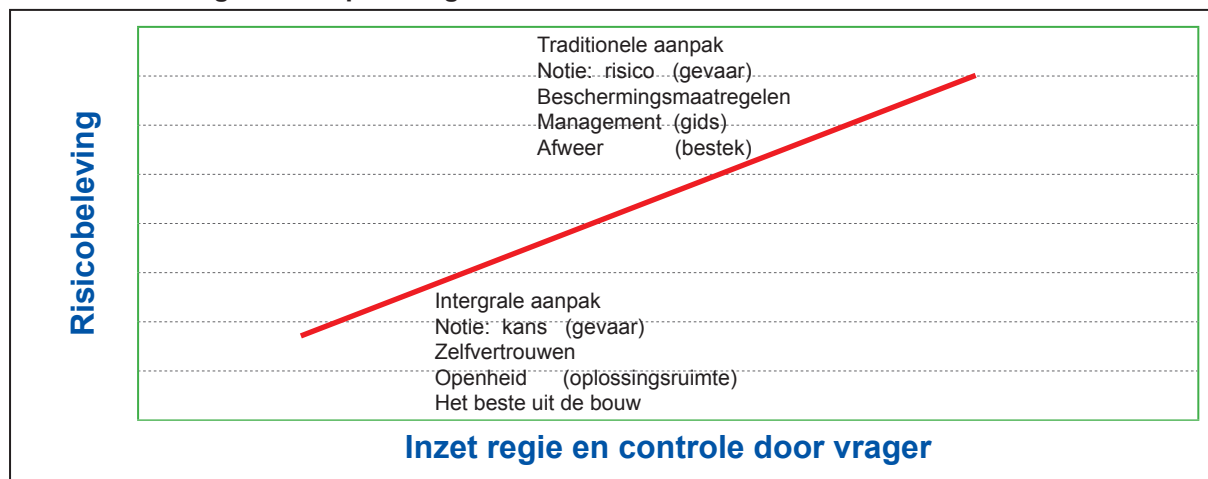 Traditionele aanpak
Notie: risico (gevaar)
Beschermingsmaatregelen
Management (gids)
Afweer (bestek)
Risicobeleving
Intergrale aanpak
Notie: kans (gevaar)
Zelfvertrouwen
Openheid (oplossingsruimte)
Het beste uit de bouw
Inzet regie en controle door vrager